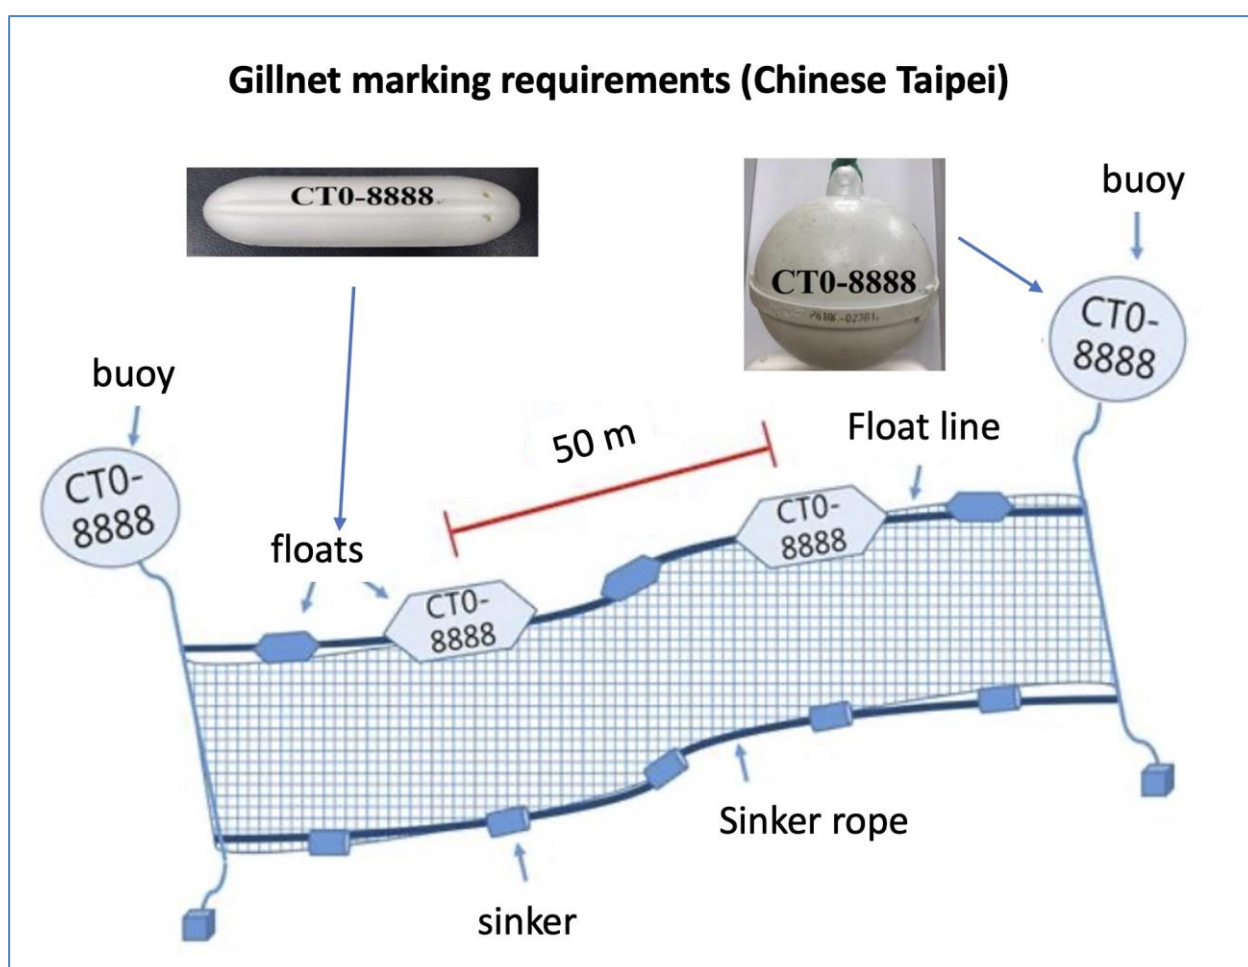 Gillnet marking requirements (Chinese Taipei)
CT0-8888
CT0-8888
buoy
CT0-
8888
buoy
CT0-
8888
50 m
Float line
floats
CT0-
8888
CT0-
8888
Sinker rope
sinker